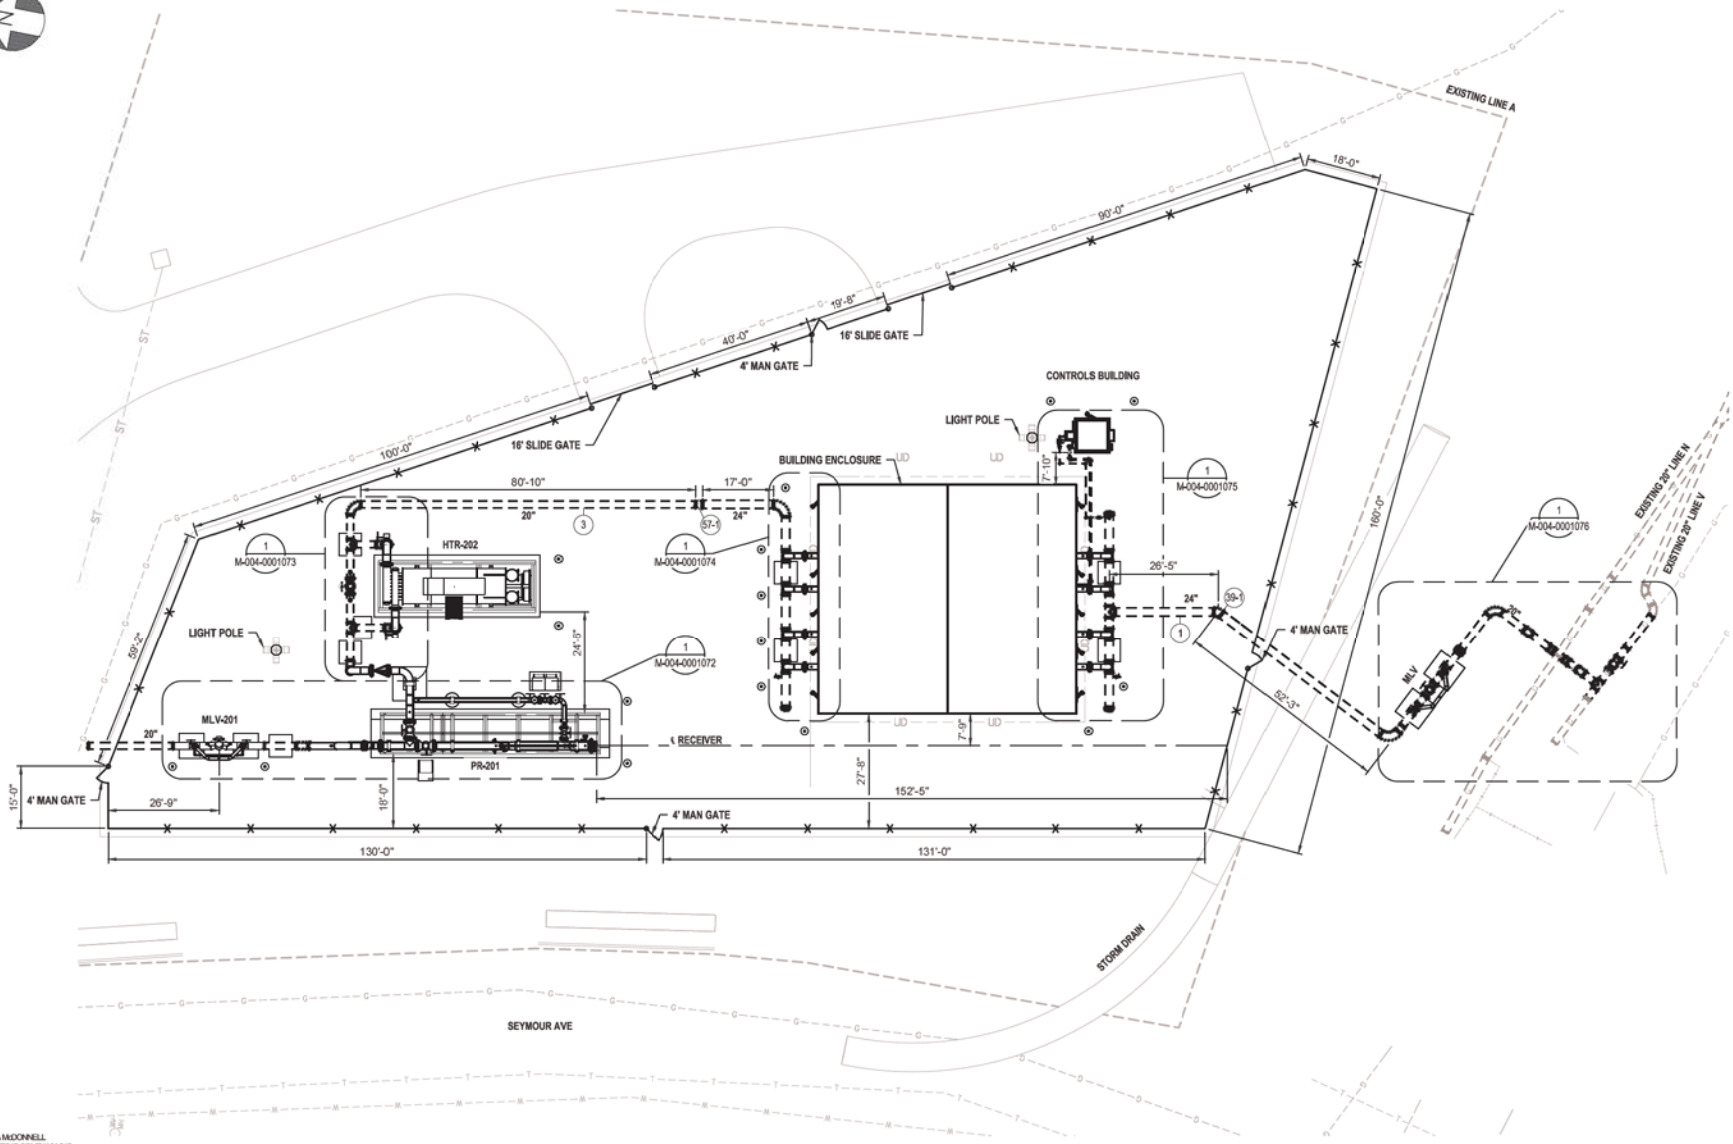 N
EXISTING LINE A
18'-0"
90'-0"
19'-8"
16' SLIDE GATE
40'-0"
4' MAN GATE
ST
ST
ST
CONTROLS BUILDING
LIGHT POLE
16' SLIDE GATE
100'-0"
BUILDING ENCLOSURE
UD
UD
7'-10"
1
M-004-0001075
80'-10"
17'-0"
20"
3
57-1
24"
160'-0"
EXISTING 20" LINE N
EXISTING 20" LINE V
1
M-004-0001076
1
M-004-0001073
HTR-202
1
M-004-0001074
26'-5"
24"
39-1
1
20"
59'-2"
LIGHT POLE
24'-8"
1
M-004-0001072
4' MAN GATE
MLV
52'-3"
MLV-201
20"
UD
UD
7'-9"
RECEIVER
PR-201
15'-0"
4' MAN GATE
26'-9"
18'-0"
27'-8"
152'-5"
4' MAN GATE
130'-0"
131'-0"
STORM DRAIN
SEYMOUR AVE
McDONNELL